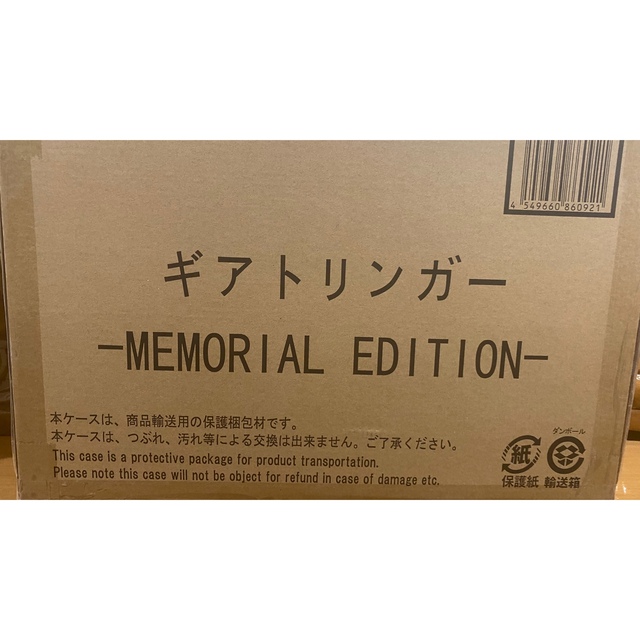 4 549660 860921
ギアトリンガー
−MEMORIAL EDITION−
本ケースは、商品輸送用の保護梱包材です。
本ケースは、つぶれ、汚れ等による交換は出来ません。ご了承ください。
This case is a protective package for product transportation.
Please note this case will not be object for refund in case of damage etc.
ダンボール
紙
保護紙 輸送箱